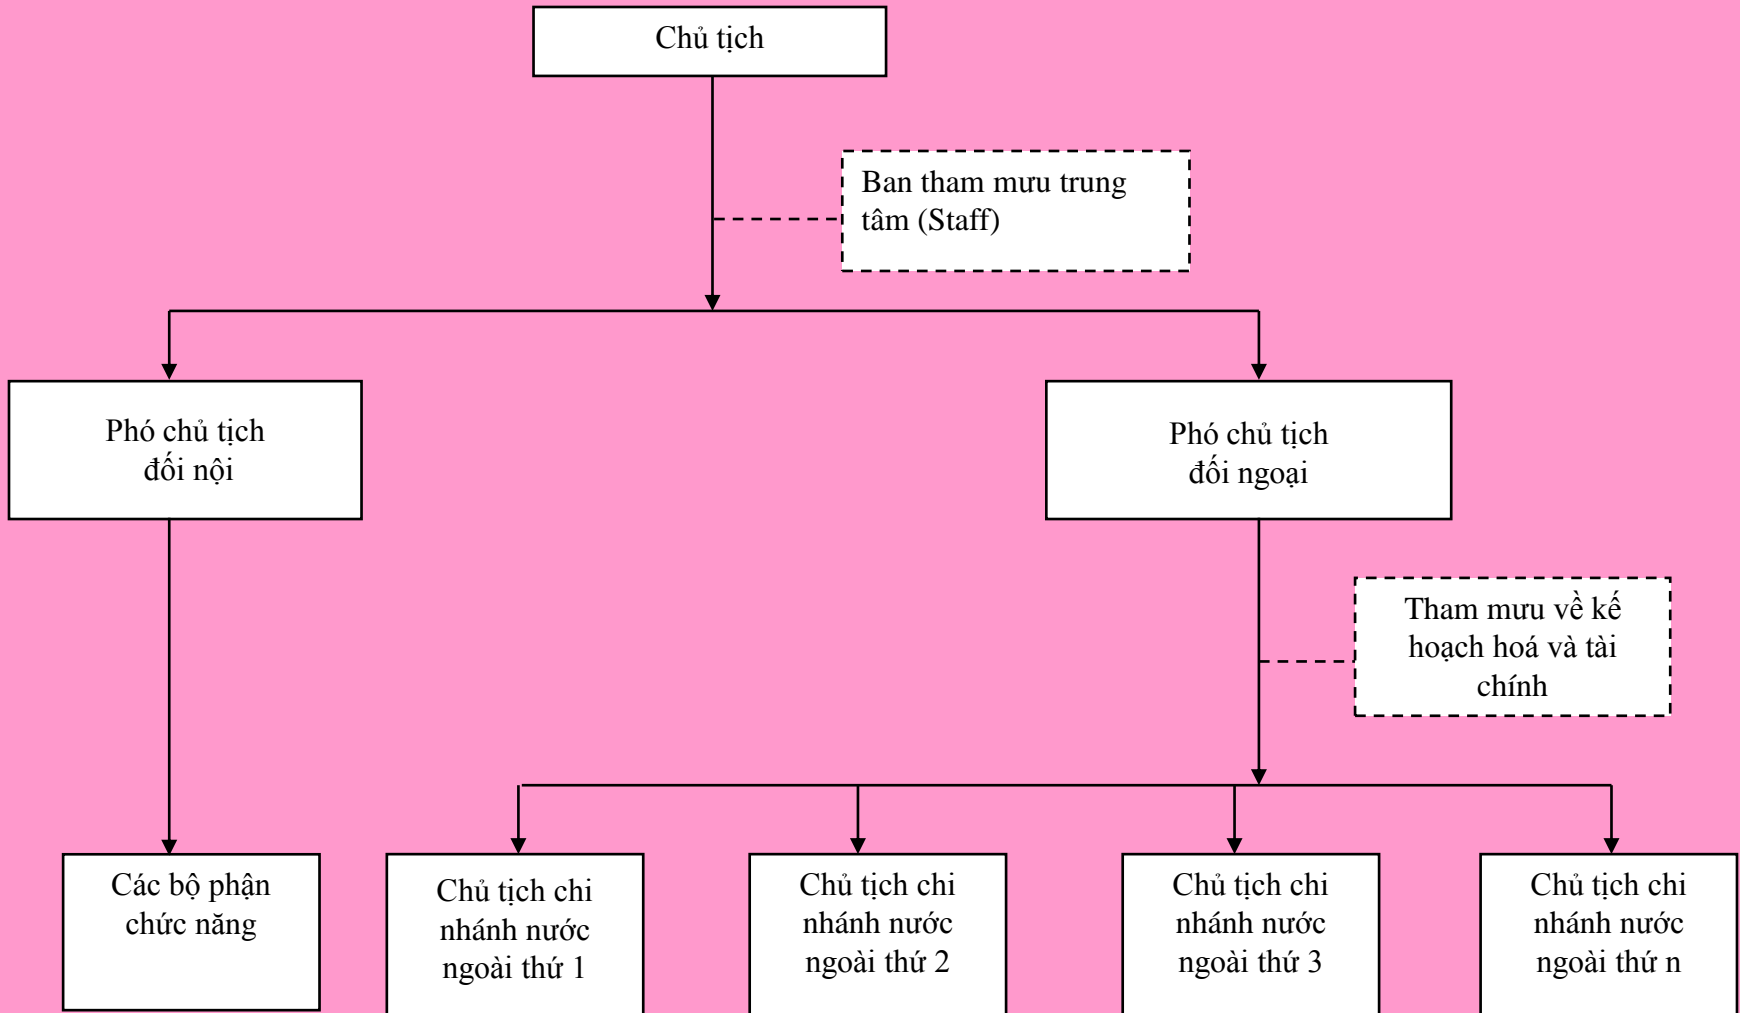 Chủ tịch
Ban tham mưu trung
tâm (Staff)
Phó chủ tịch
đối nội
Phó chủ tịch
đối ngoại
Tham mưu về kế
hoạch hoá và tài
chính
Các bộ phận
chức năng
Chủ tịch chi
nhánh nước
ngoài thứ 1
Chủ tịch chi
nhánh nước
ngoài thứ 2
Chủ tịch chi
nhánh nước
ngoài thứ 3
Chủ tịch chi
nhánh nước
ngoài thứ n